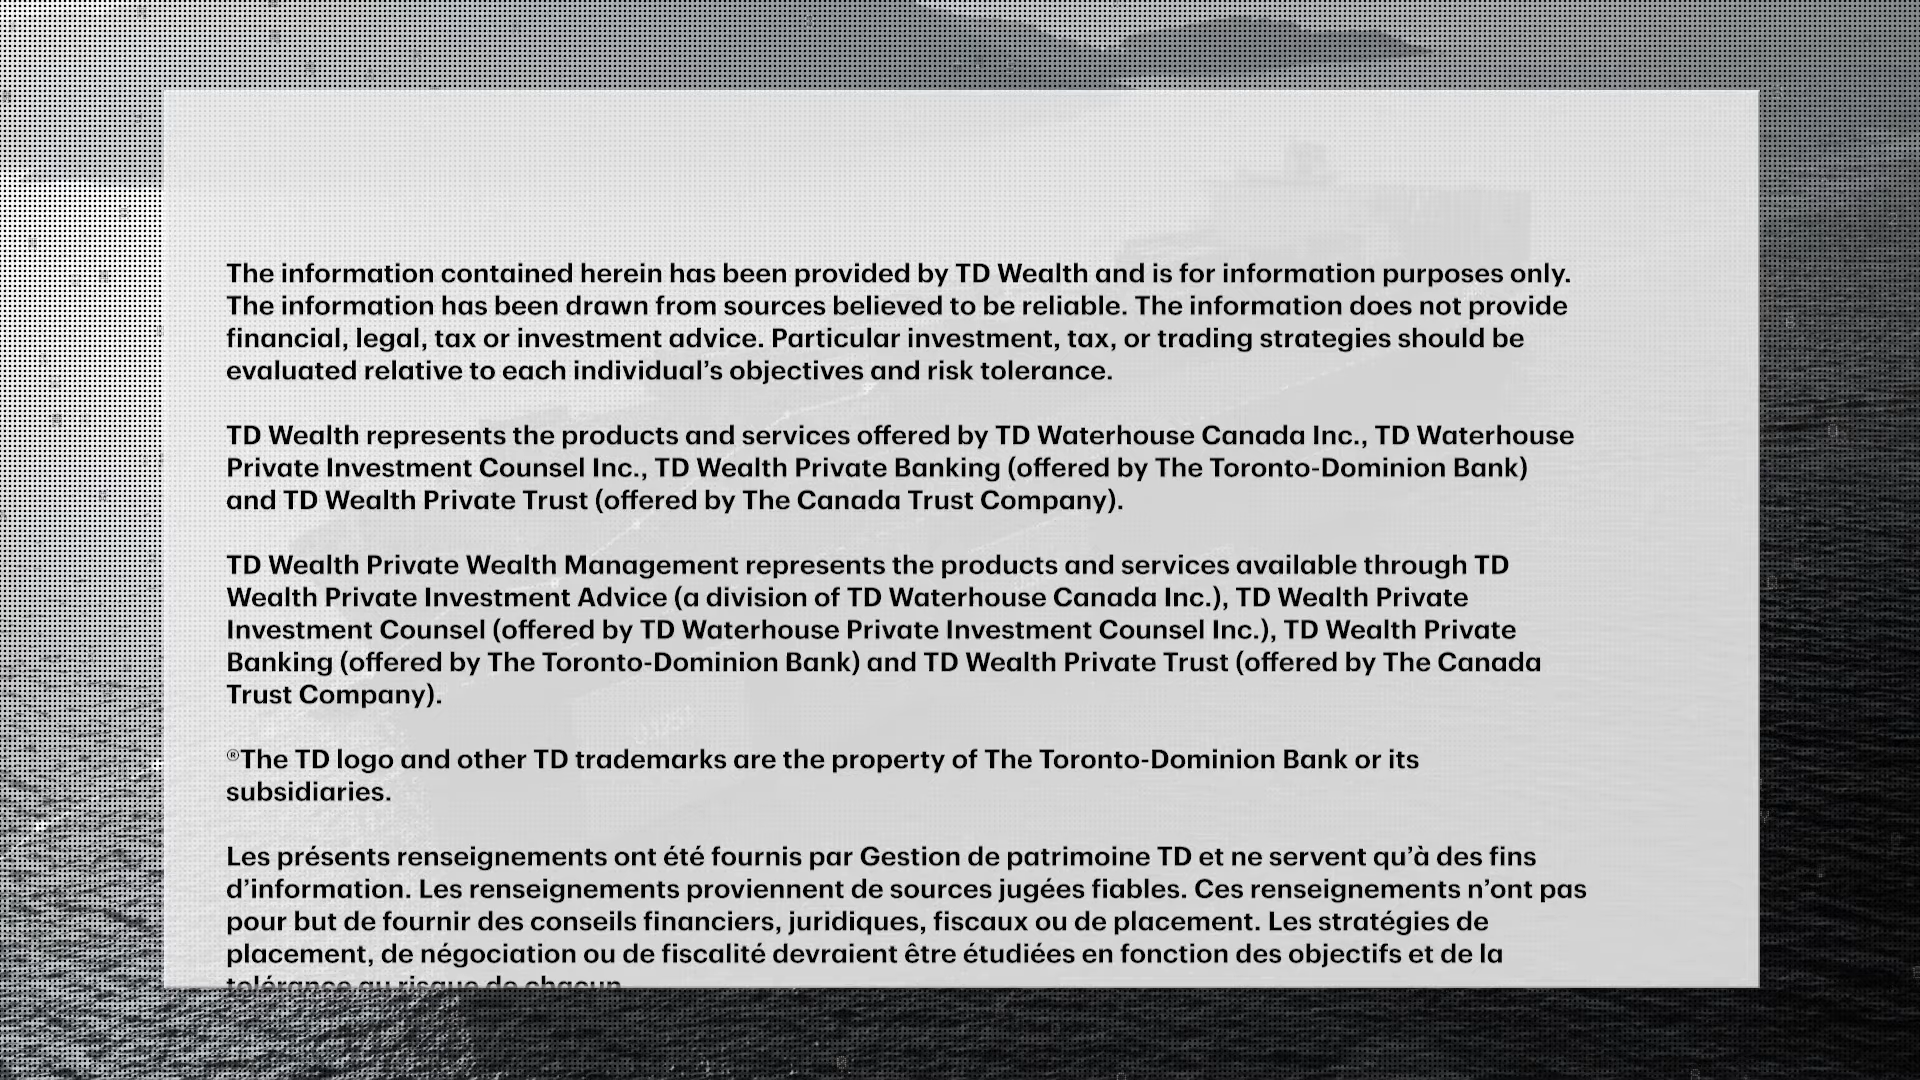 The information contained herein has been provided by TD Wealth and is for information purposes only.
The information has been drawn from sources believed to be reliable. The information does not provide
financial, legal, tax or investment advice. Particular investment, tax, or trading strategies should be
evaluated relative to each individual’s objectives and risk tolerance.
TD Wealth represents the products and services offered by TD Waterhouse Canada Inc., TD Waterhouse
Private Investment Counsel Inc., TD Wealth Private Banking (offered by The Toronto-Dominion Bank)
and TD Wealth Private Trust (offered by The Canada Trust Company).
TD Wealth Private Wealth Management represents the products and services available through TD
Wealth Private Investment Advice (a division of TD Waterhouse Canada Inc.), TD Wealth Private
Investment Counsel (offered by TD Waterhouse Private Investment Counsel Inc.), TD Wealth Private
Banking (offered by The Toronto-Dominion Bank) and TD Wealth Private Trust (offered by The Canada
Trust Company).
®The TD logo and other TD trademarks are the property of The Toronto-Dominion Bank or its
subsidiaries.
Les présents renseignements ont été fournis par Gestion de patrimoine TD et ne servent qu’à des fins
d’information. Les renseignements proviennent de sources jugées fiables. Ces renseignements n’ont pas
pour but de fournir des conseils financiers, juridiques, fiscaux ou de placement. Les stratégies de
placement, de négociation ou de fiscalité devraient être étudiées en fonction des objectifs et de la
tolérance au risque de chacun.